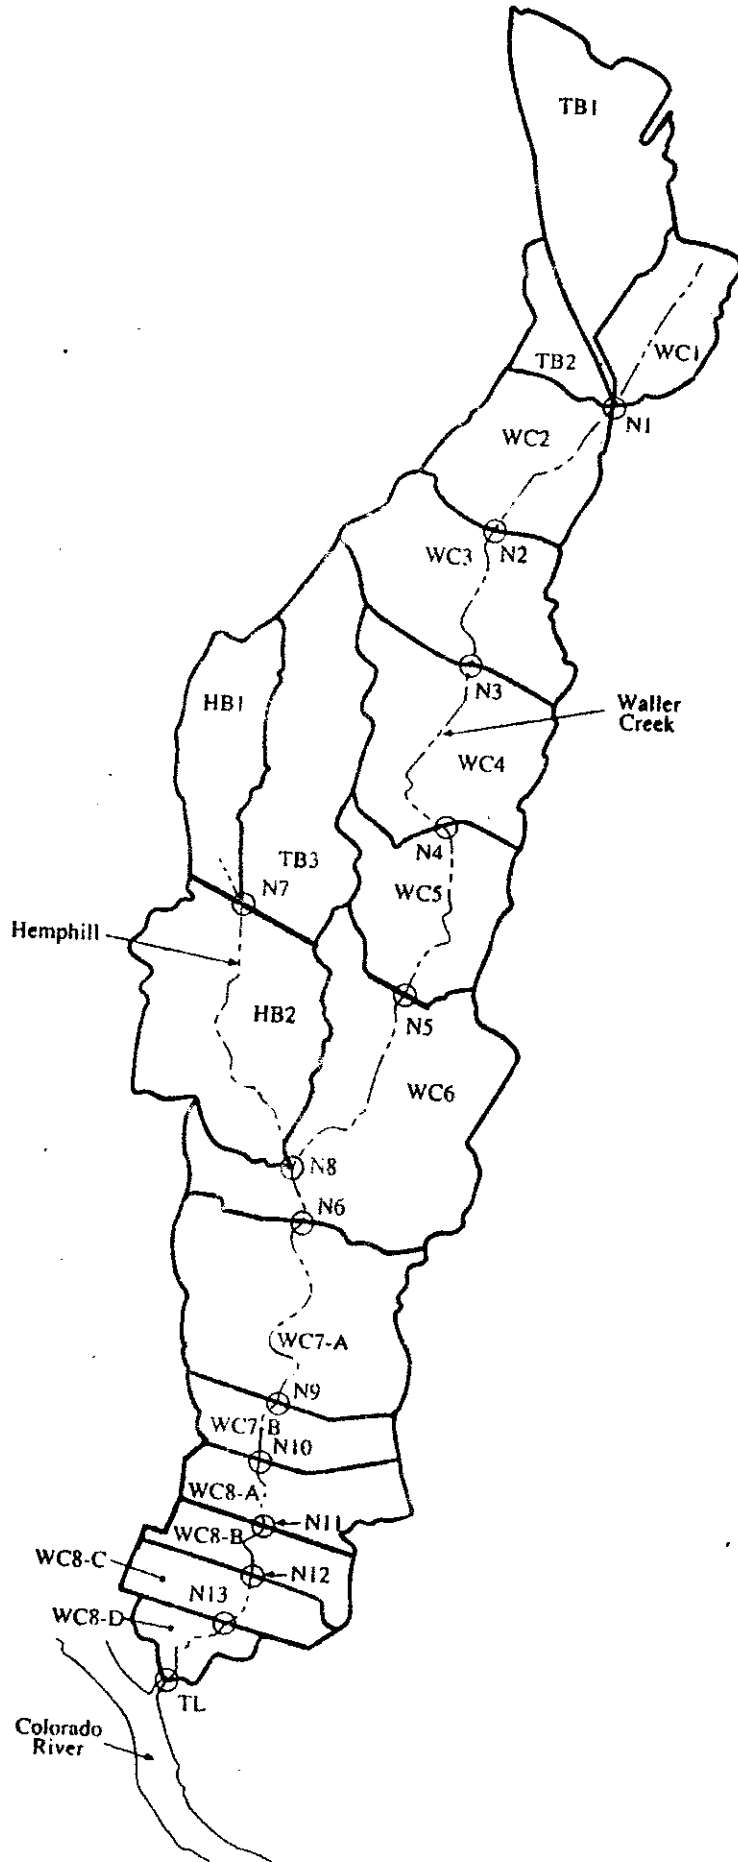 TB1
WC1
TB2
N1
WC2
WC3
N2
N3
HB1
Waller
Creek
WC4
N4
TB3
N7
WC5
Hemphill
HB2
N5
WC6
N8
N6
WC7-A
N9
WC7-B
N10
WC8-A
N11
WC8-B
WC8-C
N12
N13
WC8-D
TL
Colorado
River